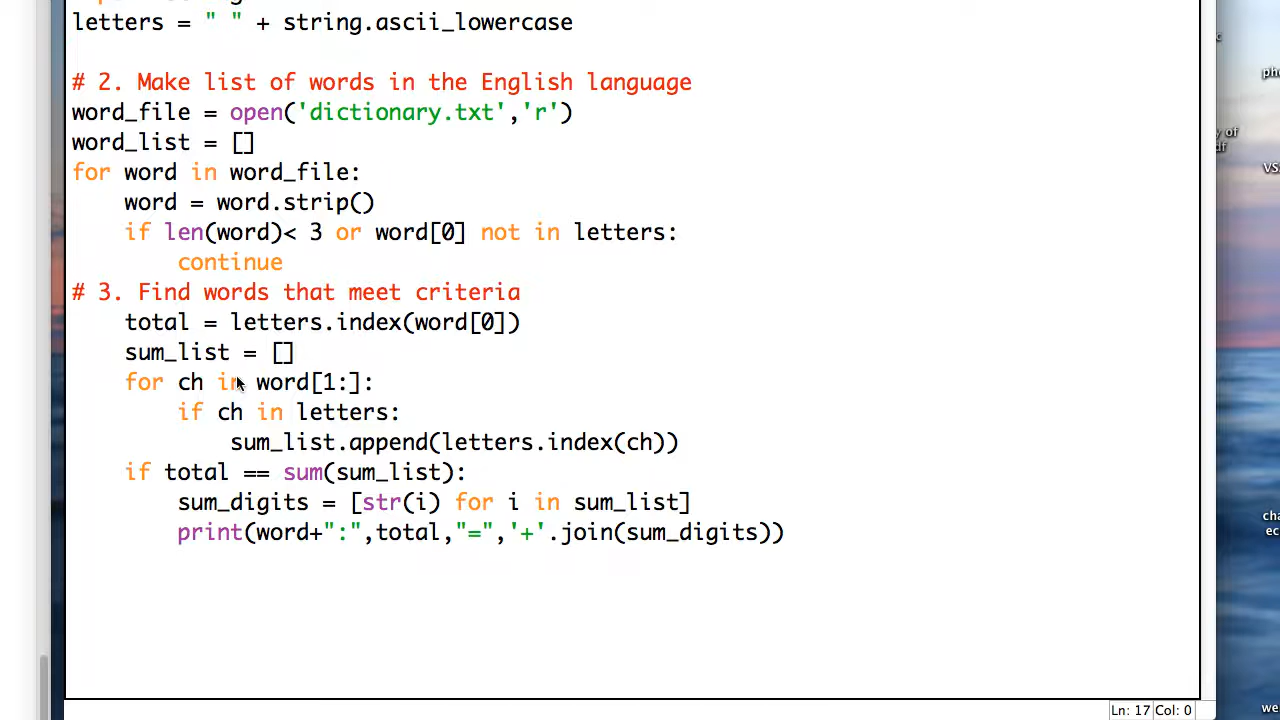 letters = " " + string.ascii_lowercase
# 2. Make list of words in the English language
word_file = open('dictionary.txt','r')
word_list = []
for word in word_file:
    word = word.strip()
    if len(word)< 3 or word[0] not in letters:
        continue
# 3. Find words that meet criteria
    total = letters.index(word[0])
    sum_list = []
    for ch in word[1:]:
        if ch in letters:
            sum_list.append(letters.index(ch))
    if total == sum(sum_list):
        sum_digits = [str(i) for i in sum_list]
        print(word+":",total,"=",'+'.join(sum_digits))
Ln: 17 Col: 0